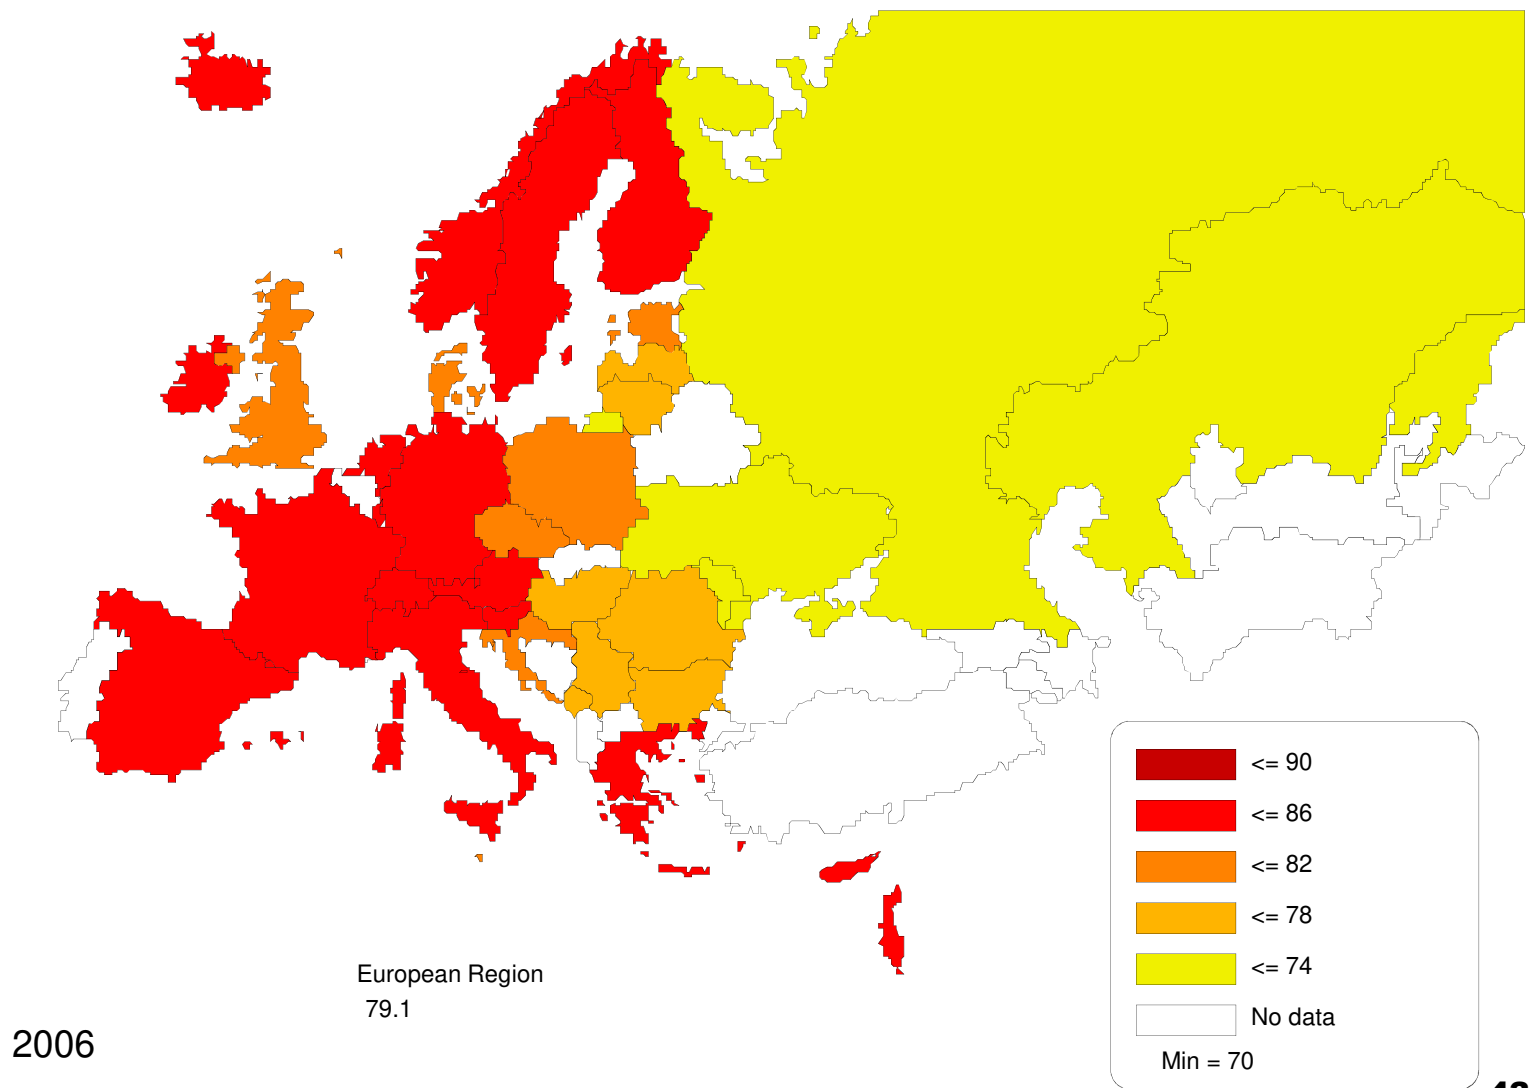 <= 90
<= 86
<= 82
<= 78
<= 74
No data
Min = 70
European Region
79.1
2006